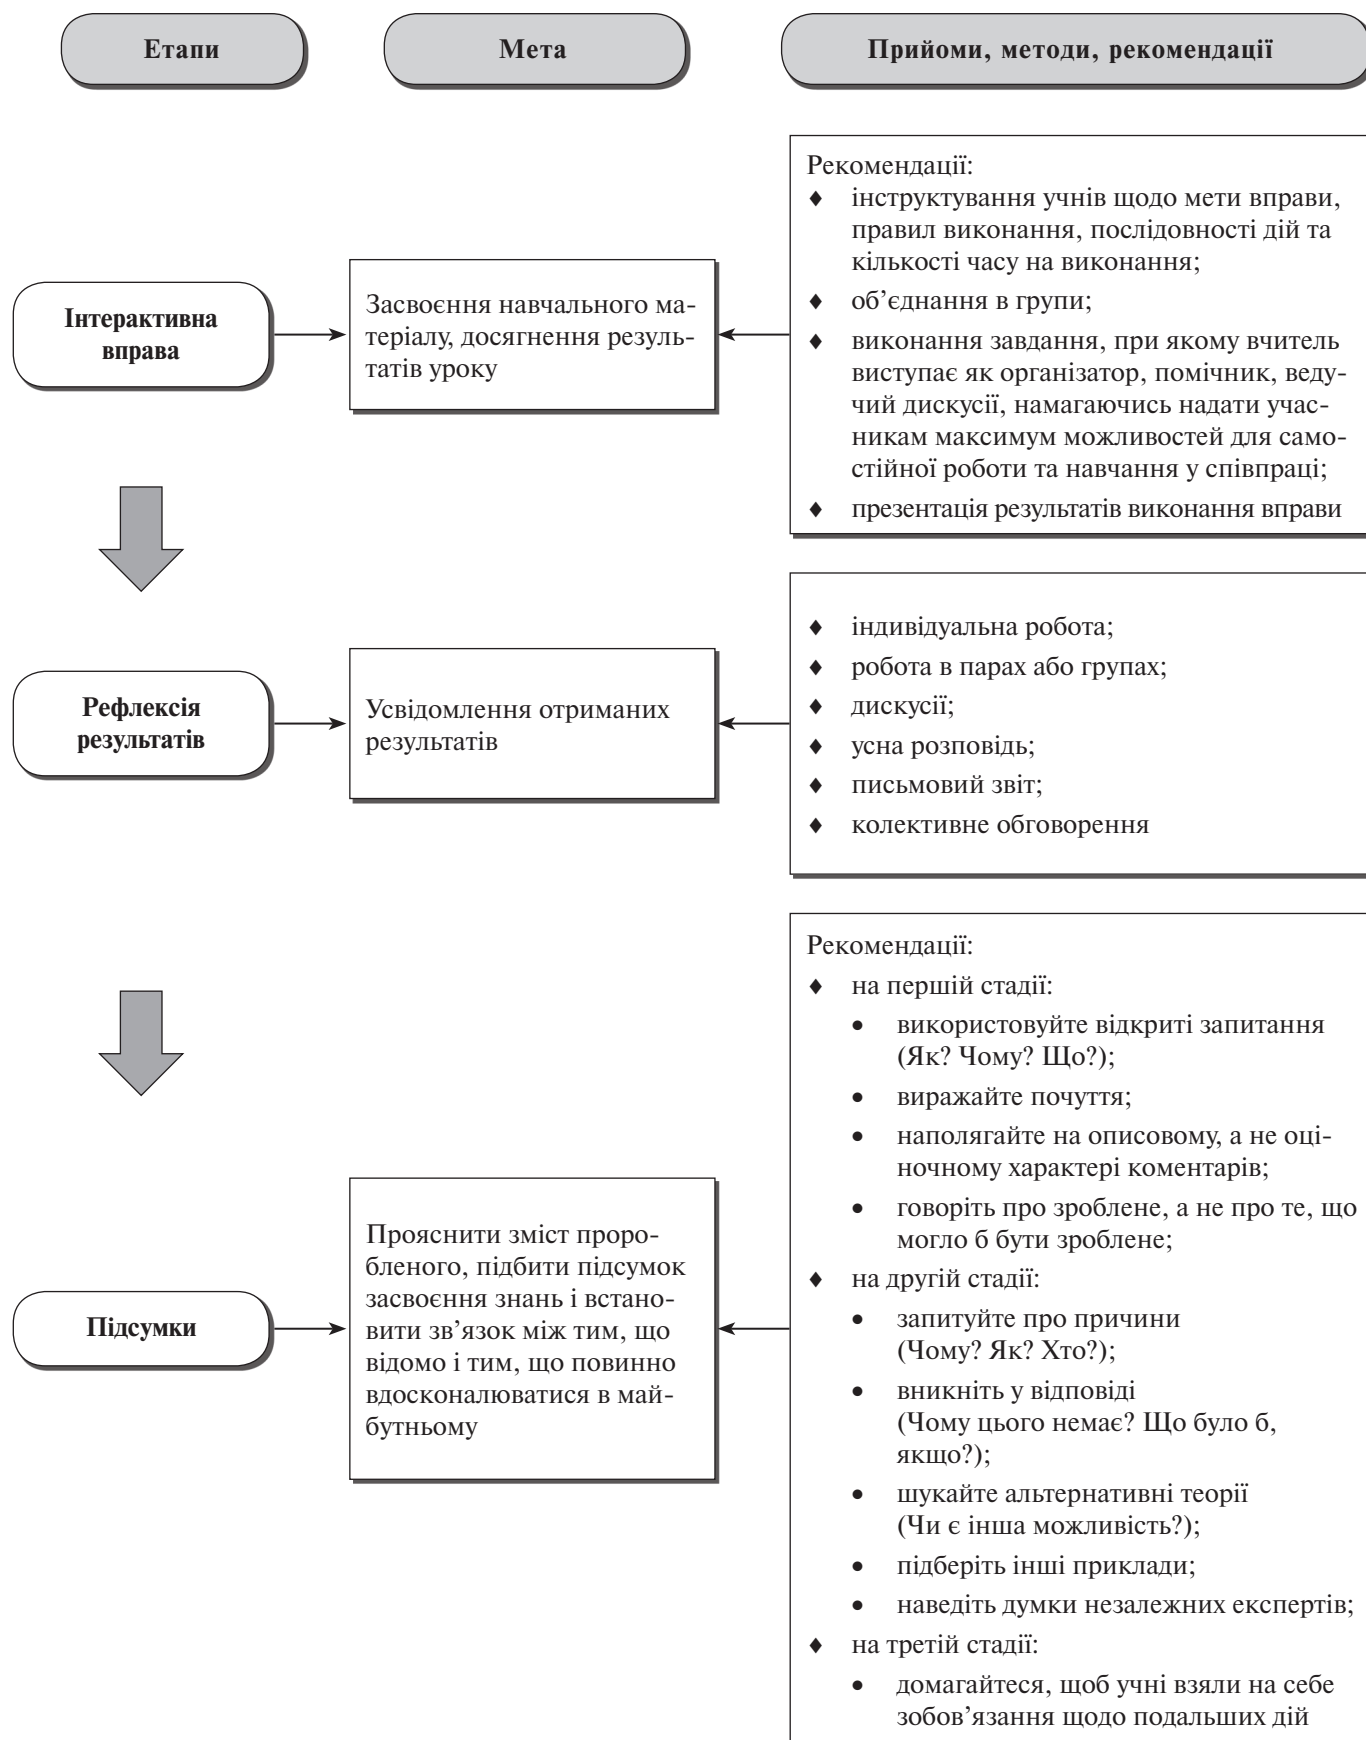 Етапи
Мета
Прийоми, методи, рекомендації
Інтерактивна
вправа
Засвоєння навчального ма-
теріалу, досягнення резуль-
татів уроку
Рекомендації:
♦ інструктування учнів щодо мети вправи,
правил виконання, послідовності дій та
кількості часу на виконання;
♦ об’єднання в групи;
♦ виконання завдання, при якому вчитель
виступає як організатор, помічник, веду-
чий дискусії, намагаючись надати учас-
никам максимум можливостей для само-
стійної роботи та навчання у співпраці;
♦ презентація результатів виконання вправи
Рефлексія
результатів
Усвідомлення отриманих
результатів
♦ індивідуальна робота;
♦ робота в парах або групах;
♦ дискусії;
♦ усна розповідь;
♦ письмовий звіт;
♦ колективне обговорення
Підсумки
Прояснити зміст проро-
бленого, підбити підсумок
засвоєння знань і встано-
вити зв’язок між тим, що
відомо і тим, що повинно
вдосконалюватися в май-
бутньому
Рекомендації:
♦ на першій стадії:
• використовуйте відкриті запитання
(Як? Чому? Що?);
• виражайте почуття;
• наполягайте на описовому, а не оці-
ночному характері коментарів;
• говоріть про зроблене, а не про те, що
могло б бути зроблене;
♦ на другій стадії:
• запитуйте про причини
(Чому? Як? Хто?);
• вникніть у відповіді
(Чому цього немає? Що було б,
якщо?);
• шукайте альтернативні теорії
(Чи є інша можливість?);
• підберіть інші приклади;
• наведіть думки незалежних експертів;
♦ на третій стадії:
• домагайтеся, щоб учні взяли на себе
зобов’язання щодо подальших дій